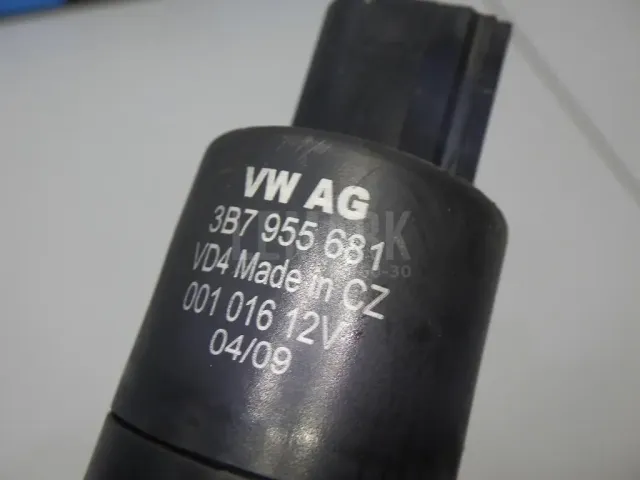 VW AG
3B7 955 681
VD4 Made in CZ
001 016 12V
04/09